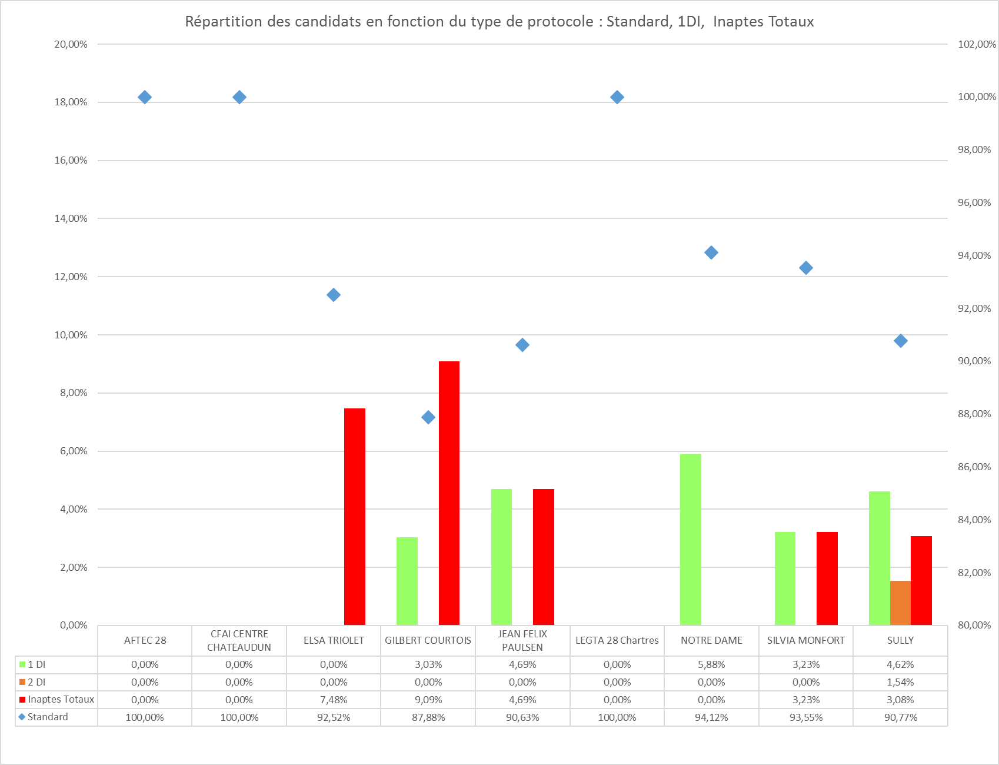 Répartition des candidats en fonction du type de protocole : Standard, 1DI,  Inaptes Totaux
20,00%
18,00%
16,00%
14,00%
12,00%
10,00%
8,00%
6,00%
4,00%
2,00%
0,00%
102,00%
100,00%
98,00%
96,00%
94,00%
92,00%
90,00%
88,00%
86,00%
84,00%
82,00%
80,00%
AFTEC 28
CFAI CENTRE
CHATEAUDUN
ELSA TRIOLET
GILBERT COURTOIS
JEAN FELIX
PAULSEN
LEGTA 28 Chartres
NOTRE DAME
SILVIA MONFORT
SULLY
1 DI 0,00% 0,00% 0,00% 3,03% 4,69% 0,00% 5,88% 3,23% 4,62%
2 DI 0,00% 0,00% 0,00% 0,00% 0,00% 0,00% 0,00% 0,00% 1,54%
Inaptes Totaux 0,00% 0,00% 7,48% 9,09% 4,69% 0,00% 0,00% 3,23% 3,08%
Standard 100,00% 100,00% 92,52% 87,88% 90,63% 100,00% 94,12% 93,55% 90,77%